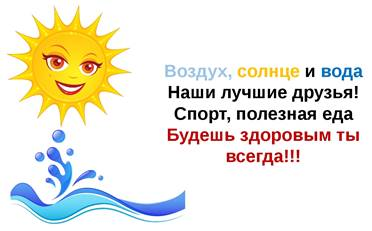 Воздух, солнце и вода
Наши лучшие друзья!
Спорт, полезная еда
Будешь здоровым ты
всегда!!!